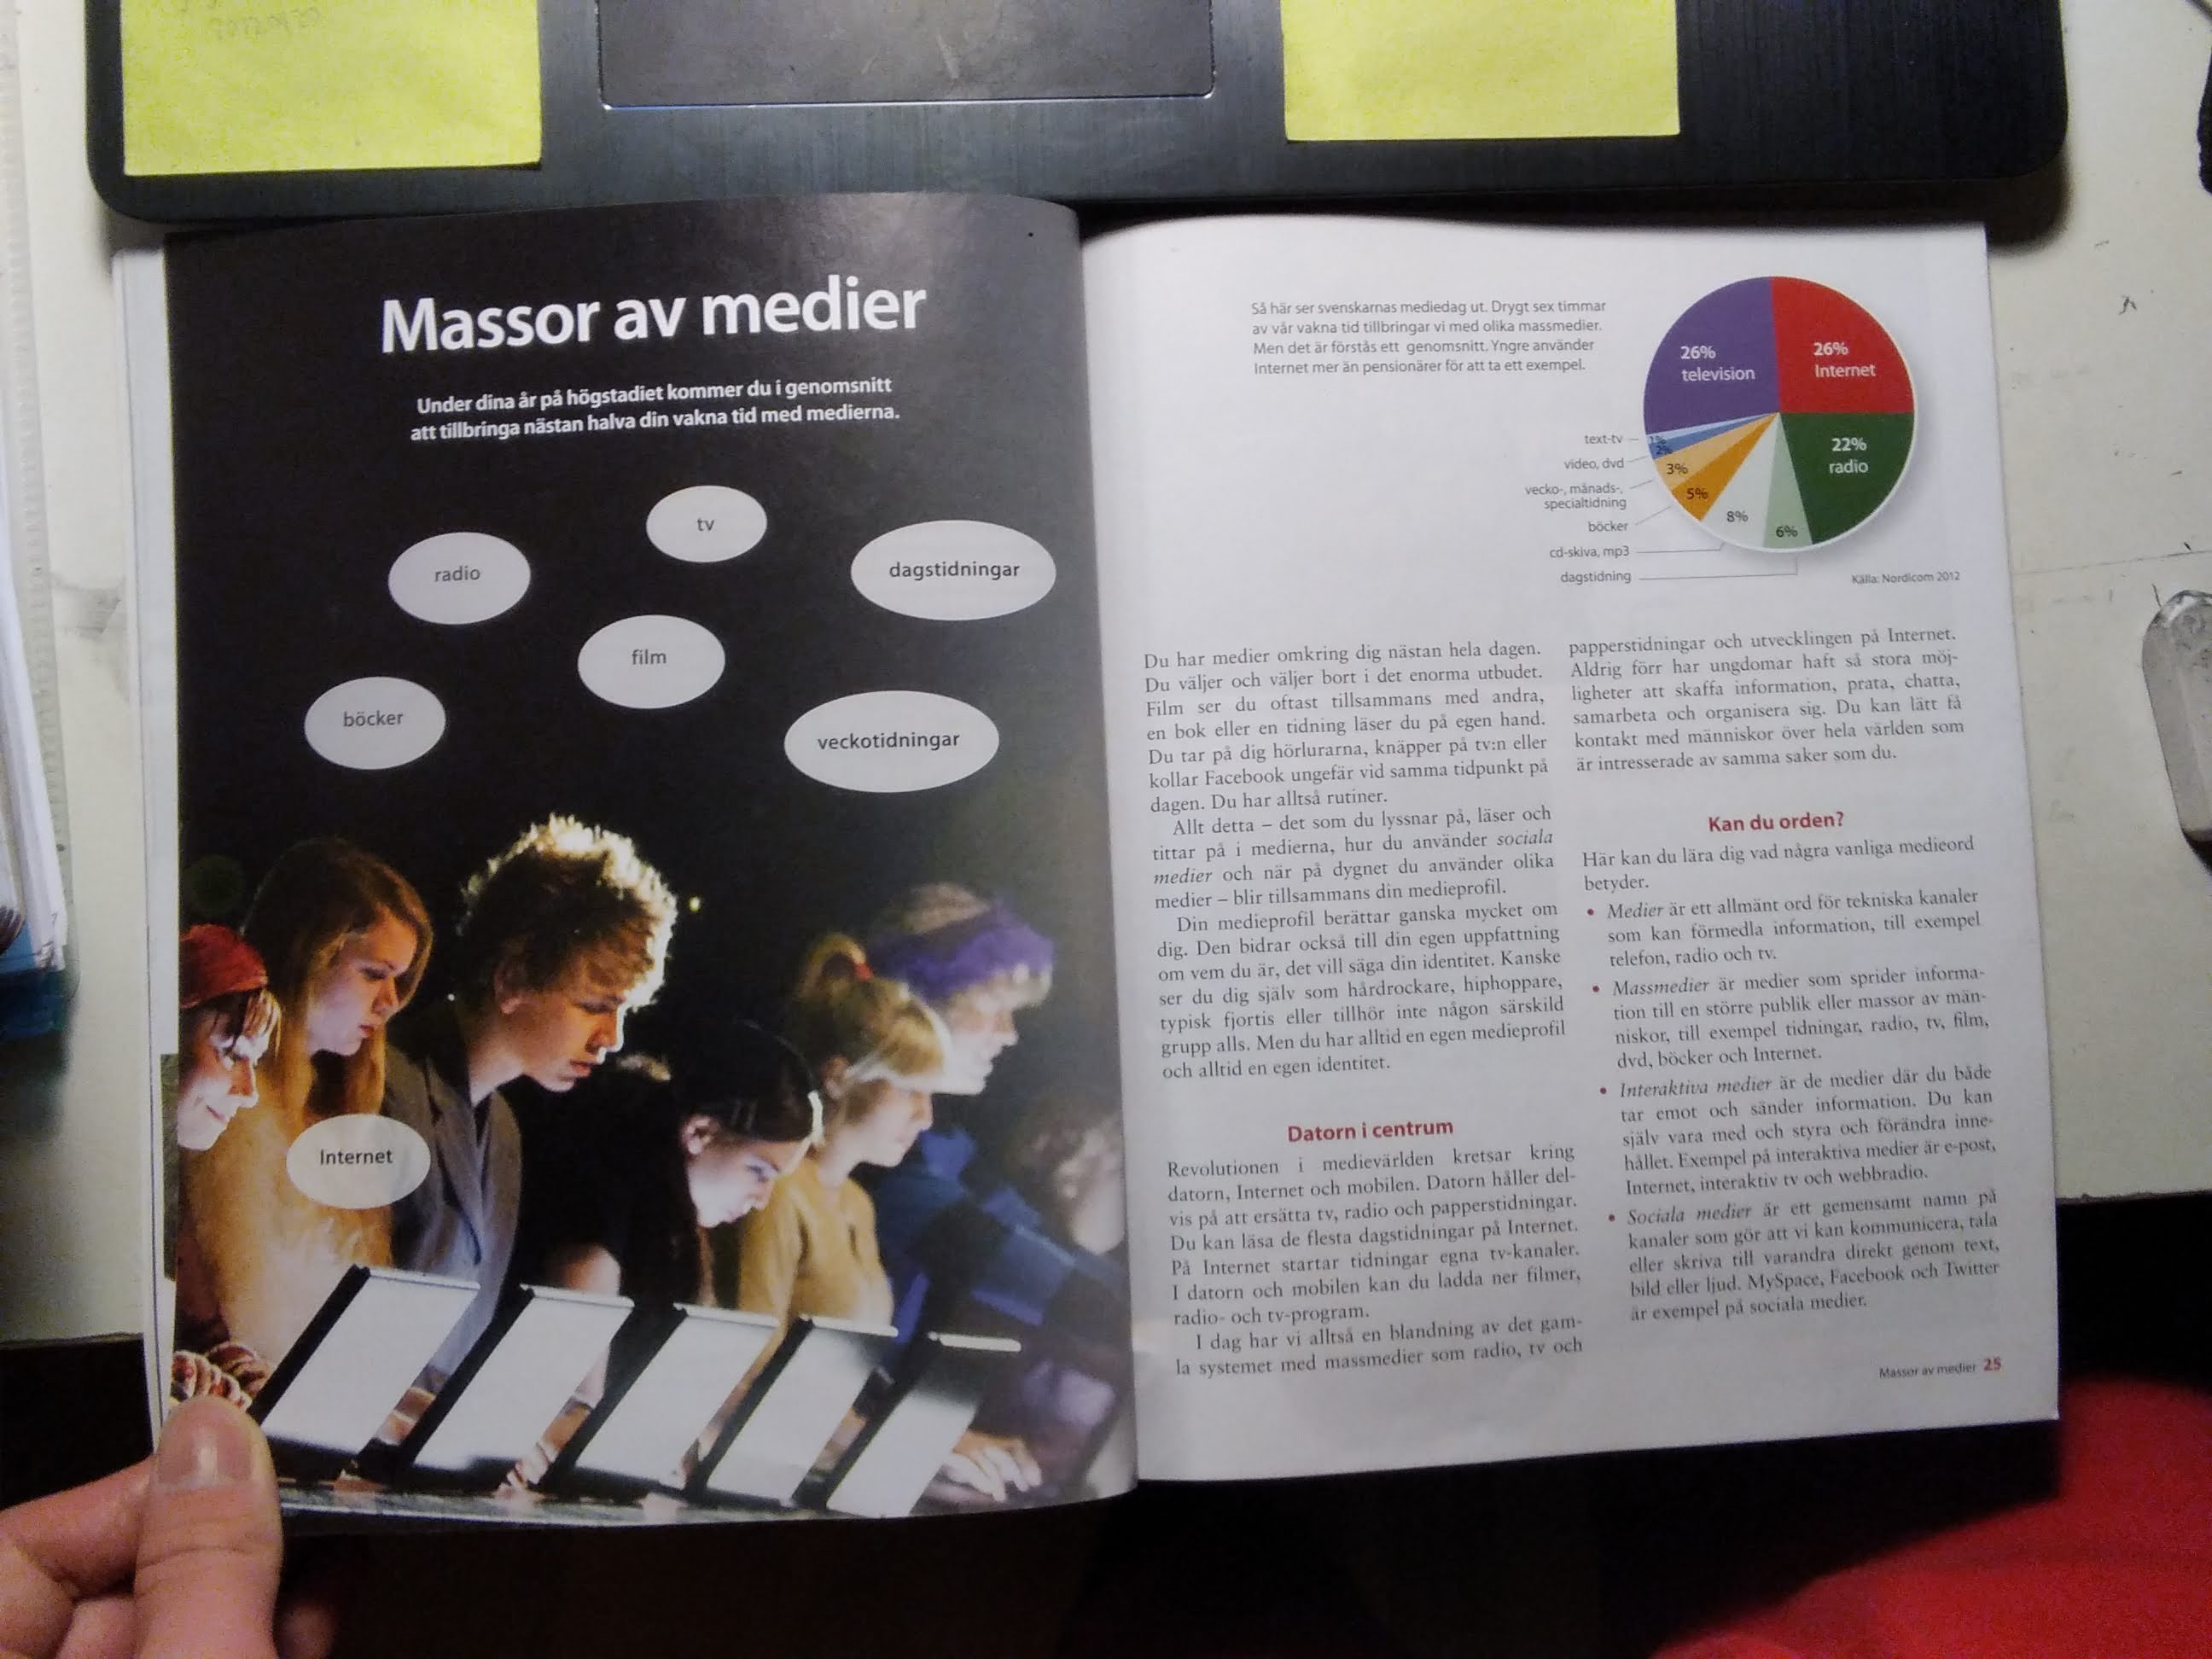 Massor av medier
Under dina år på högstadiet kommer du i genomsnitt
att tillbringa nästan halva din vakna tid med medierna.
tv
radio
dagstidningar
film
böcker
veckotidningar
Internet
Så här ser svenskarnas mediedag ut. Drygt sex timmar
av vår vakna tid tillbringar vi med olika massmedier.
Men det är förstås ett genomsnitt. Yngre använder
Internet mer än pensionärer för att ta ett exempel.
26%
television
26%
Internet
22%
radio
text-tv
1%
video, dvd
2%
vecko-, månads-,
specialtidning
3%
böcker
5%
cd-skiva, mp3
8%
dagstidning
6%
Källa: Nordicom 2012
Du har medier omkring dig nästan hela dagen.
Du väljer och väljer bort i det enorma utbudet.
Film ser du oftast tillsammans med andra,
en bok eller en tidning läser du på egen hand.
Du tar på dig hörlurarna, knäpper på tv:n eller
kollar Facebook ungefär vid samma tidpunkt på
dagen. Du har alltså rutiner.
Allt detta – det som du lyssnar på, läser och
tittar på i medierna, hur du använder sociala
medier och när på dygnet du använder olika
medier – blir tillsammans din medieprofil.
Din medieprofil berättar ganska mycket om
dig. Den bidrar också till din egen uppfattning
om vem du är, det vill säga din identitet. Kanske
ser du dig själv som hårdrockare, hiphoppare,
typisk fjortis eller tillhör inte någon särskild
grupp alls. Men du har alltid en egen medieprofil
och alltid en egen identitet.
Datorn i centrum
Revolutionen i medievärlden kretsar kring
datorn, Internet och mobilen. Datorn håller del-
vis på att ersätta tv, radio och papperstidningar.
Du kan läsa de flesta dagstidningar på Internet.
På Internet startar tidningar egna tv-kanaler.
I datorn och mobilen kan du ladda ner filmer,
radio- och tv-program.
I dag har vi alltså en blandning av det gam-
la systemet med massmedier som radio, tv och
papperstidningar och utvecklingen på Internet.
Aldrig förr har ungdomar haft så stora möj-
ligheter att skaffa information, prata, chatta,
samarbeta och organisera sig. Du kan lätt få
kontakt med människor över hela världen som
är intresserade av samma saker som du.
Kan du orden?
Här kan du lära dig vad några vanliga medieord
betyder.
• Medier är ett allmänt ord för tekniska kanaler
som kan förmedla information, till exempel
telefon, radio och tv.
• Massmedier är medier som sprider informa-
tion till en större publik eller massor av män-
niskor, till exempel tidningar, radio, tv, film,
dvd, böcker och Internet.
• Interaktiva medier är de medier där du både
tar emot och sänder information. Du kan
själv vara med och styra och förändra inne-
hållet. Exempel på interaktiva medier är e-post,
Internet, interaktiv tv och webbradio.
• Sociala medier är ett gemensamt namn på
kanaler som gör att vi kan kommunicera, tala
eller skriva till varandra direkt genom text,
bild eller ljud. MySpace, Facebook och Twitter
är exempel på sociala medier.
Massor av medier 25